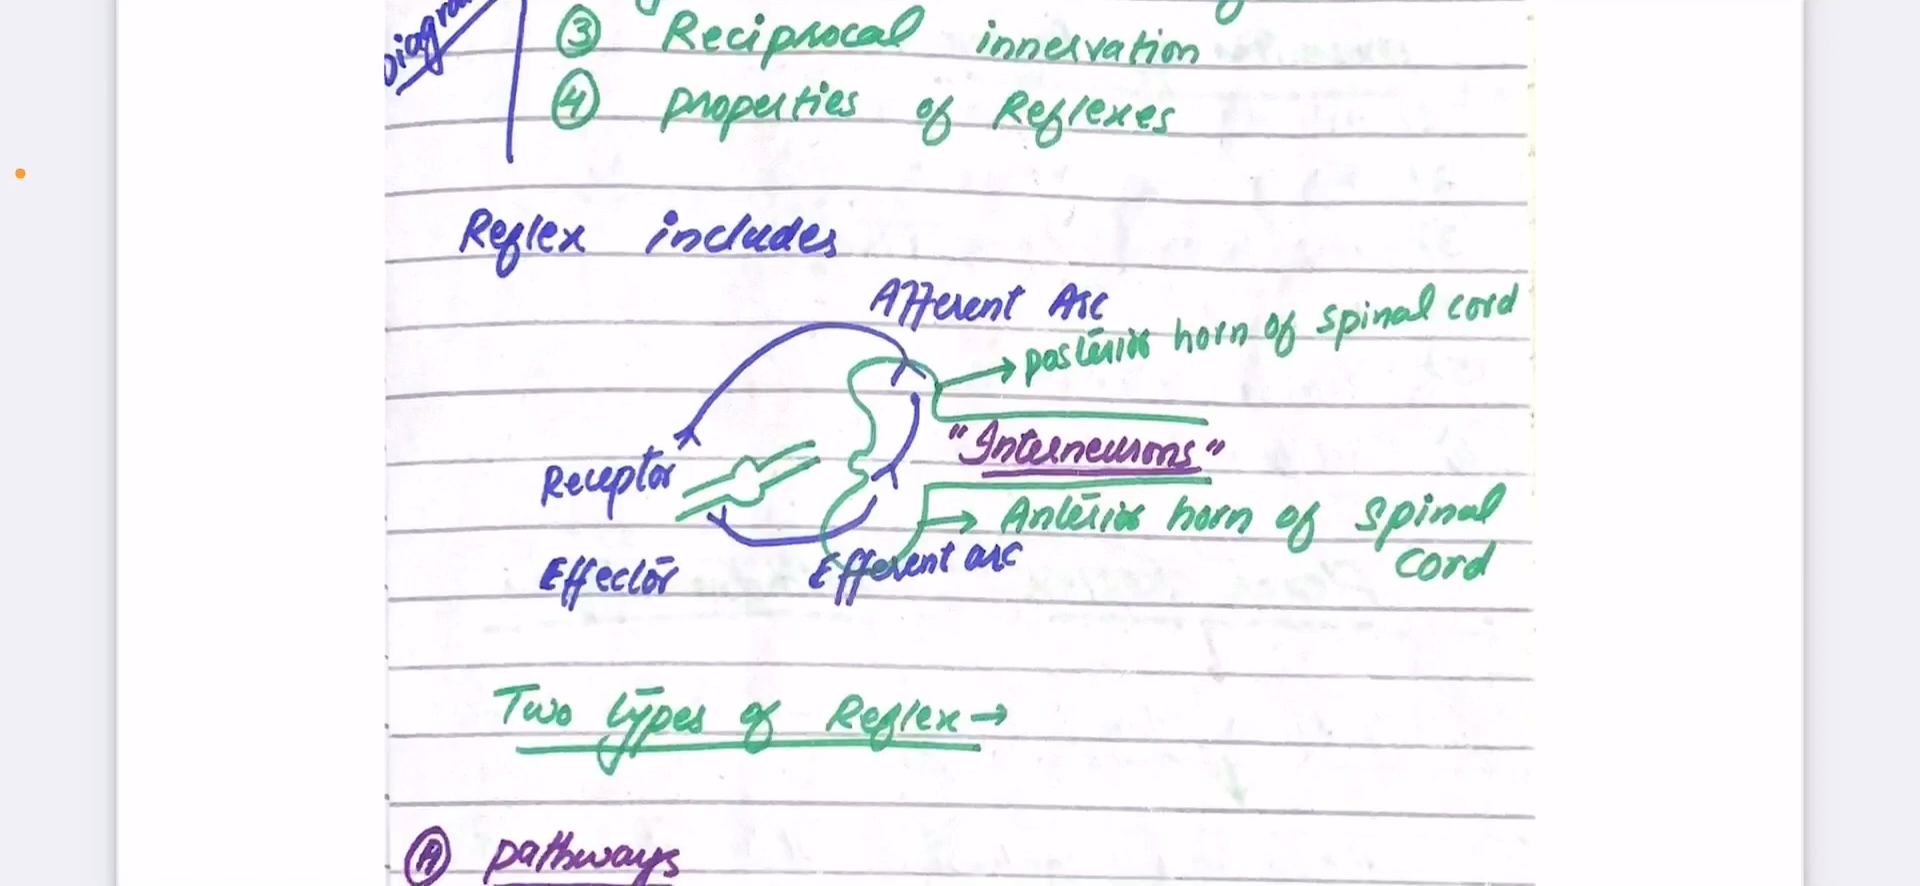 Diagra
③ Reciprocal innervation
④ properties of Reflexes
Reflex includes
Afferent Arc
→ posterior horn of spinal cord
"Interneurons"
Receptor
→ Anterior horn of spinal
cord
Effector
Efferent arc
Two types of Reflex →
Ⓐ pathways